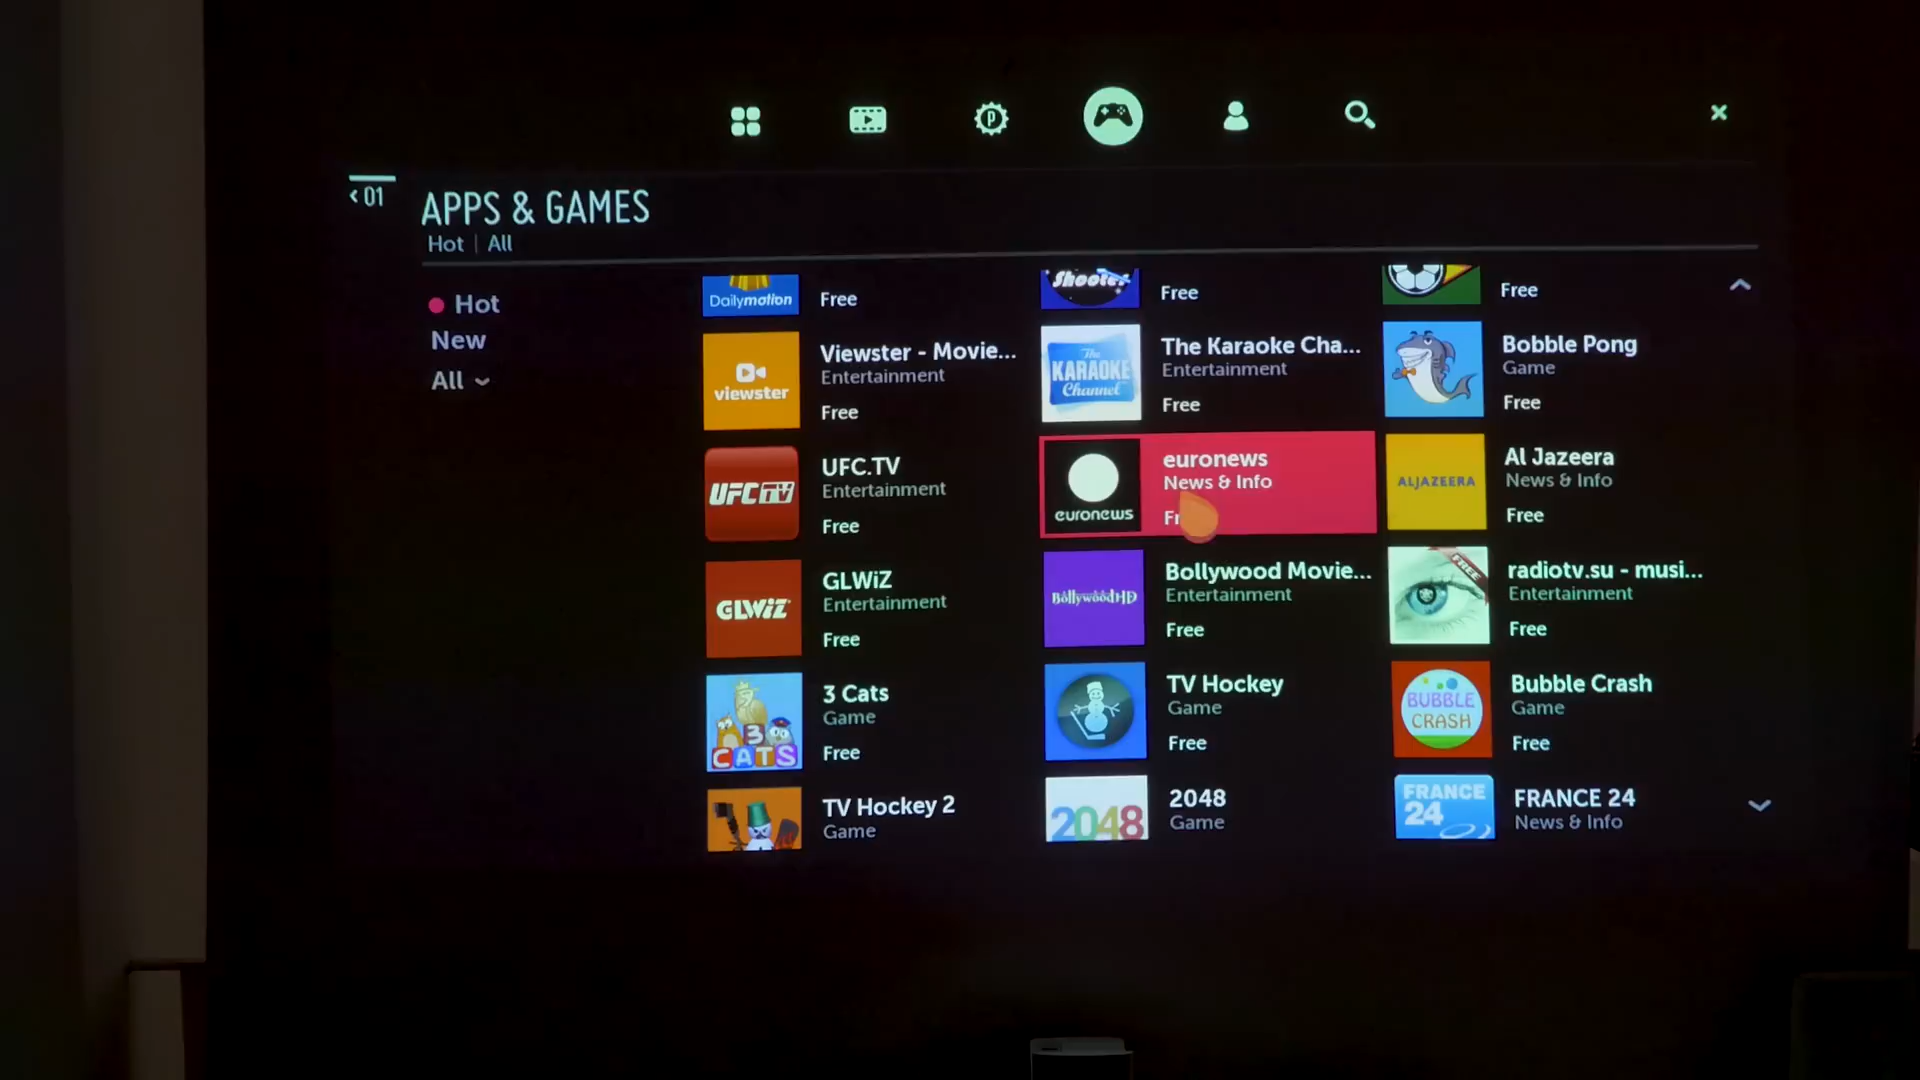 P
<01
APPS & GAMES
Hot | All
Hot
New
All
Dailymotion
Free
Shooter
Free
Free
viewster
Viewster - Movie...
Entertainment
Free
The
KARAOKE
Channel
The Karaoke Cha...
Entertainment
Free
Bobble Pong
Game
Free
UFC TV
UFC.TV
Entertainment
Free
euronews
euronews
News & Info
Fr
ALJAZEERA
Al Jazeera
News & Info
Free
GLWiZ
GLWiZ
Entertainment
Free
BollywoodHD
Bollywood Movie...
Entertainment
Free
FREE
radiotv.su - musi...
Entertainment
Free
3
CATS
3 Cats
Game
Free
TV Hockey
Game
Free
BUBBLE
CRASH
Bubble Crash
Game
Free
TV Hockey 2
Game
2048
2048
Game
FRANCE
24
FRANCE 24
News & Info